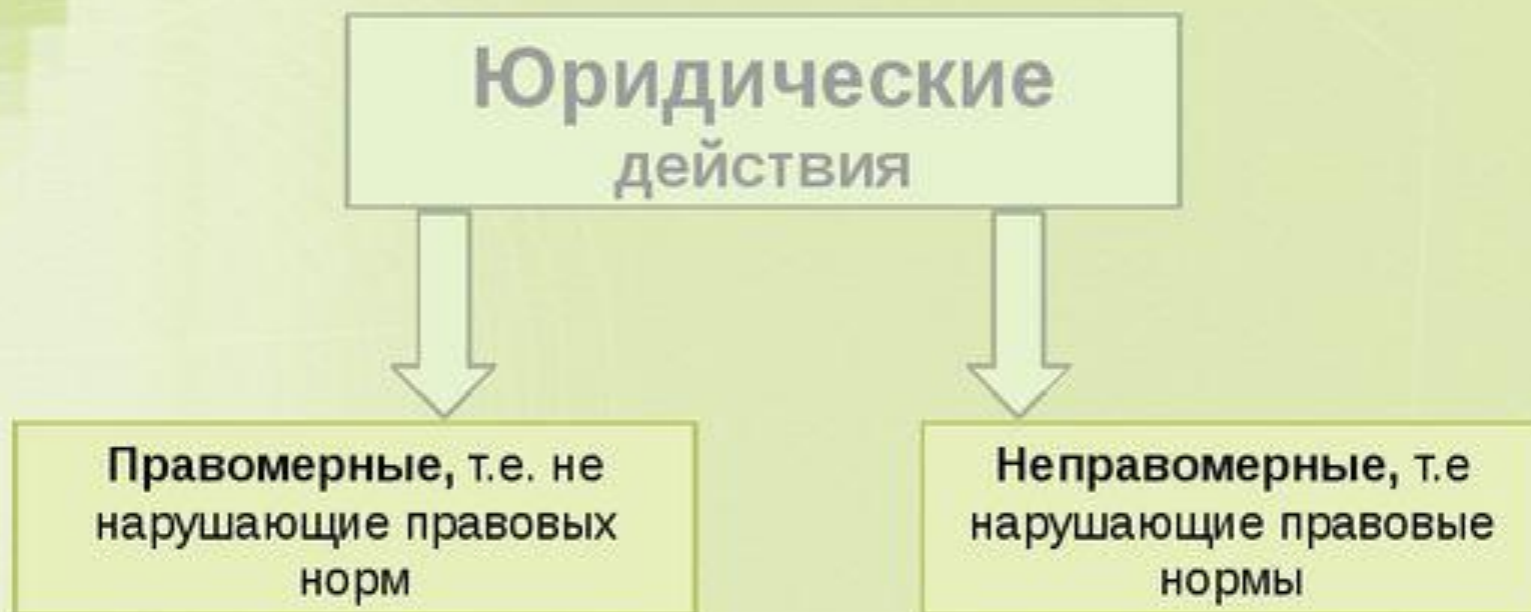 Юридические
действия
Правомерные, т.е. не
нарушающие правовых
норм
Неправомерные, т.е
нарушающие правовые
нормы